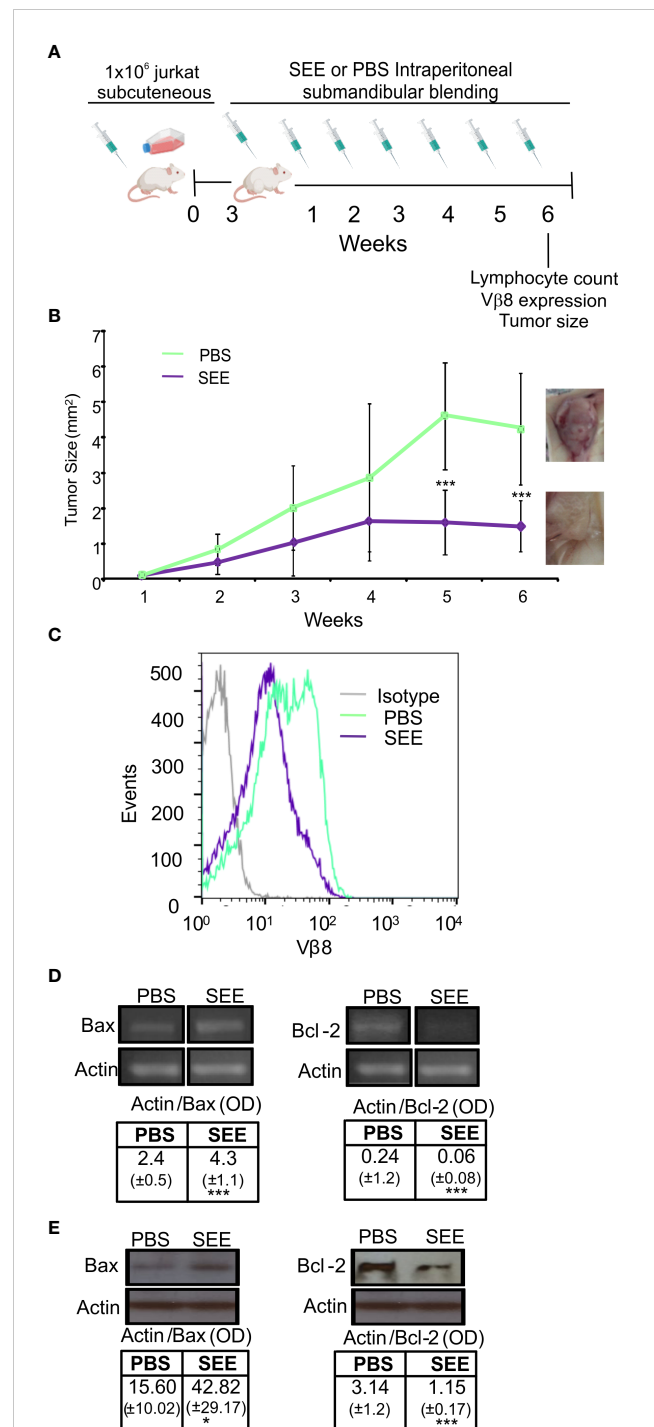 A
1x10⁶ jurkat
subcuteneous
SEE or PBS Intraperitoneal
submandibular blending
0 3 1 2 3 4 5 6
Weeks
Lymphocyte count
Vβ8 expression
Tumor size
B
Tumor Size (mm²)
7
6
5
4
3
2
1
0
PBS
SEE
***
***
1 2 3 4 5 6
Weeks
C
Events
500
400
300
200
100
0
Isotype
PBS
SEE
10⁰ 10¹ 10² 10³ 10⁴
Vβ8
D
PBS SEE
Bax
Actin
Actin/Bax (OD)
PBS SEE
2.4 4.3
(±0.5) (±1.1)
***
PBS SEE
Bcl-2
Actin
Actin/Bcl-2 (OD)
PBS SEE
0.24 0.06
(±1.2) (±0.08)
***
E
PBS SEE
Bax
Actin
Actin/Bax (OD)
PBS SEE
15.60 42.82
(±10.02) (±29.17)
*
PBS SEE
Bcl-2
Actin
Actin/Bcl-2 (OD)
PBS SEE
3.14 1.15
(±1.2) (±0.17)
***